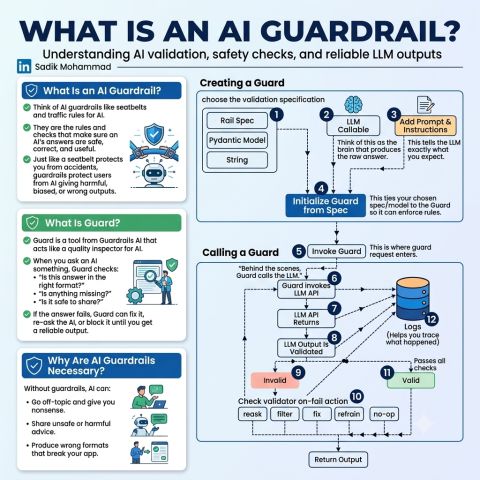 WHAT IS AN AI GUARDRAIL?
Understanding AI validation, safety checks, and reliable LLM outputs
in Sadik Mohammad
What Is an AI Guardrail?
Think of AI guardrails like seatbelts
and traffic rules for AI.
They are the rules and
checks that make sure an
AI's answers are safe,
correct, and useful.
Just like a seatbelt protects
you from accidents,
guardrails protect users
from AI giving harmful,
biased, or wrong outputs.
What Is Guard?
Guard is a tool from Guardrails AI that
acts like a quality inspector for AI.
When you ask an AI
something, Guard checks:
• "Is this answer in the
right format?"
• "Is anything missing?"
• "Is it safe to share?"
If the answer fails, Guard can fix it,
re-ask the AI, or block it until you get
a reliable output.
Why Are AI Guardrails
Necessary?
Without guardrails, AI can:
• Go off-topic and give you
nonsense.
• Share unsafe or harmful
advice.
• Produce wrong formats
that break your app.
Creating a Guard
choose the validation specification
1
Rail Spec
Pydantic Model
String
2
LLM
Callable
Think of this as
the brain that produces
the raw answer.
3
Add Prompt &
Instructions
This tells the LLM
exactly what
you expect.
4
Initialize Guard
from Spec
This ties your chosen
spec/model to the Guard
so it can enforce rules.
Calling a Guard
5
Invoke Guard
This is where guard
request enters.
"Behind the scenes,
Guard calls the LLM."
6
Guard invokes
LLM API
7
LLM API
Returns
8
LLM Output Is
Validated
12
Logs
(Helps you trace
what happened)
9
Invalid
11
Passes all
checks
Valid
Check validator on-fail action
10
reask
filter
fix
refrain
no-op
Return Output